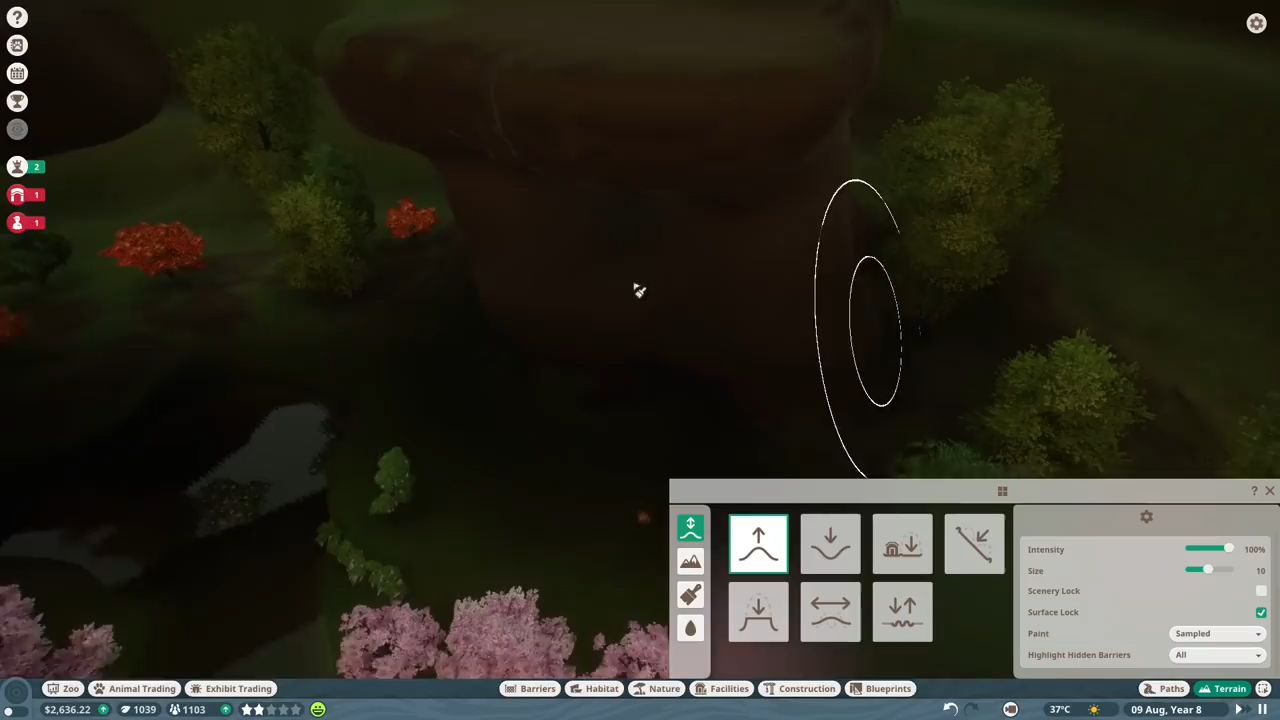 ?
2
1
1
?
Intensity 100%
Size 10
Scenery Lock
Surface Lock
Paint Sampled
Highlight Hidden Barriers All
Zoo Animal Trading Exhibit Trading Barriers Habitat Nature Facilities Construction Blueprints Paths Terrain
$2,636.22 1039 1103 37°C 09 Aug, Year 8